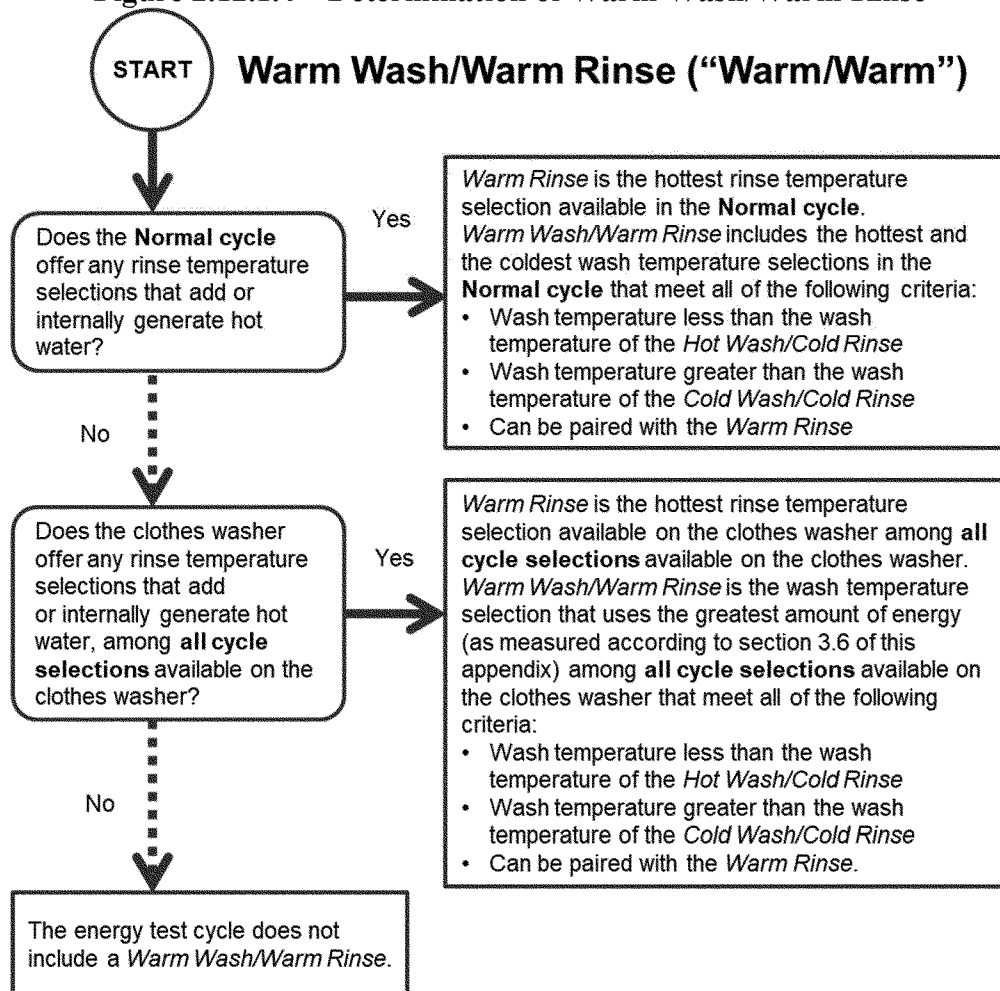 START
Warm Wash/Warm Rinse (“Warm/Warm”)
Does the Normal cycle
offer any rinse temperature
selections that add or
internally generate hot
water?
Yes
Warm Rinse is the hottest rinse temperature
selection available in the Normal cycle.
Warm Wash/Warm Rinse includes the hottest and
the coldest wash temperature selections in the
Normal cycle that meet all of the following criteria:
• Wash temperature less than the wash
temperature of the Hot Wash/Cold Rinse
• Wash temperature greater than the wash
temperature of the Cold Wash/Cold Rinse
• Can be paired with the Warm Rinse
No
Does the clothes washer
offer any rinse temperature
selections that add
or internally generate hot
water, among all cycle
selections available on the
clothes washer?
Yes
Warm Rinse is the hottest rinse temperature
selection available on the clothes washer among all
cycle selections available on the clothes washer.
Warm Wash/Warm Rinse is the wash temperature
selection that uses the greatest amount of energy
(as measured according to section 3.6 of this
appendix) among all cycle selections available on
the clothes washer that meet all of the following
criteria:
• Wash temperature less than the wash
temperature of the Hot Wash/Cold Rinse
• Wash temperature greater than the wash
temperature of the Cold Wash/Cold Rinse
• Can be paired with the Warm Rinse.
No
The energy test cycle does not
include a Warm Wash/Warm Rinse.